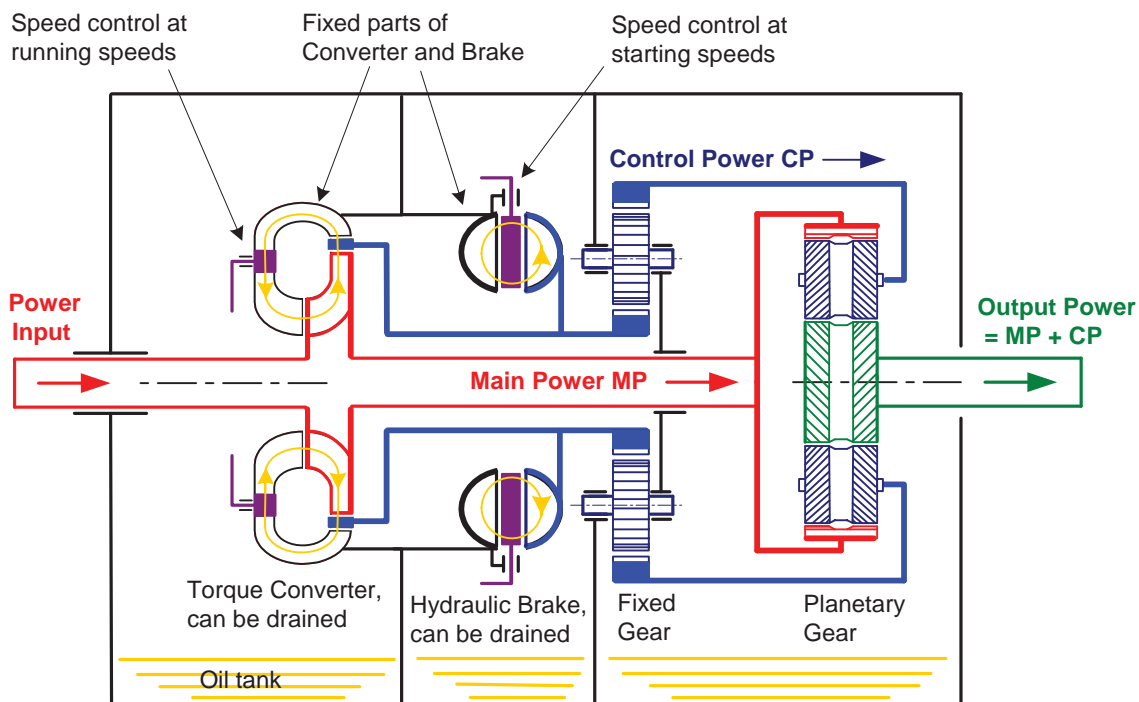 Speed control at
running speeds
Fixed parts of
Converter and Brake
Speed control at
starting speeds
Control Power CP
Power
Input
Main Power MP
Output Power
= MP + CP
Torque Converter,
can be drained
Hydraulic Brake,
can be drained
Fixed
Gear
Planetary
Gear
Oil tank